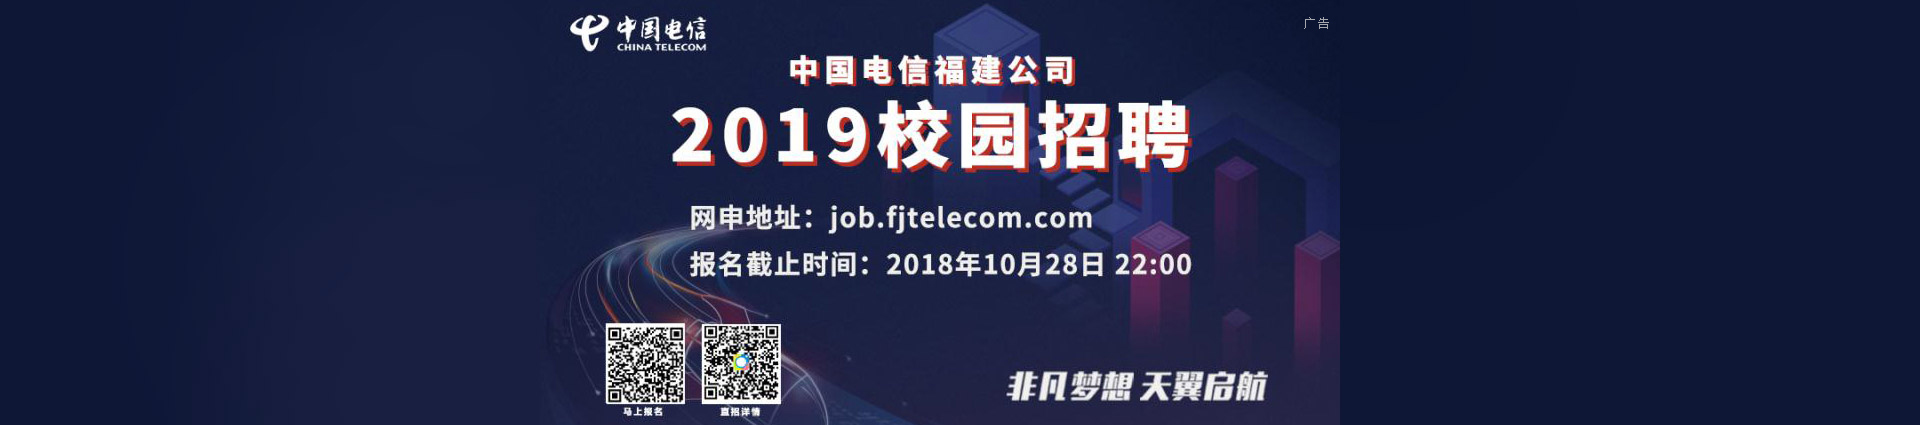 中国电信
CHINA TELECOM
广告
中国电信福建公司
2019校园招聘
网申地址：job.fjtelecom.com
报名截止时间：2018年10月28日 22:00
马上报名
直招详情
非凡梦想 天翼启航